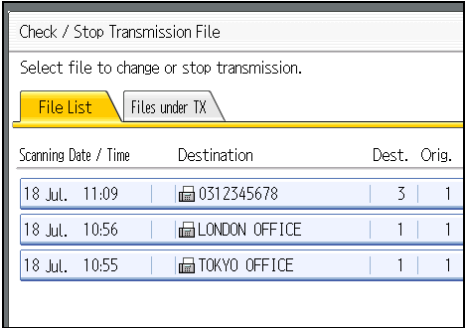 Check / Stop Transmission File
Select file to change or stop transmission.
File List Files under TX
Scanning Date / Time Destination Dest. Orig.
18 Jul. 11:09 0312345678 3 1
18 Jul. 10:56 LONDON OFFICE 1 1
18 Jul. 10:55 TOKYO OFFICE 1 1